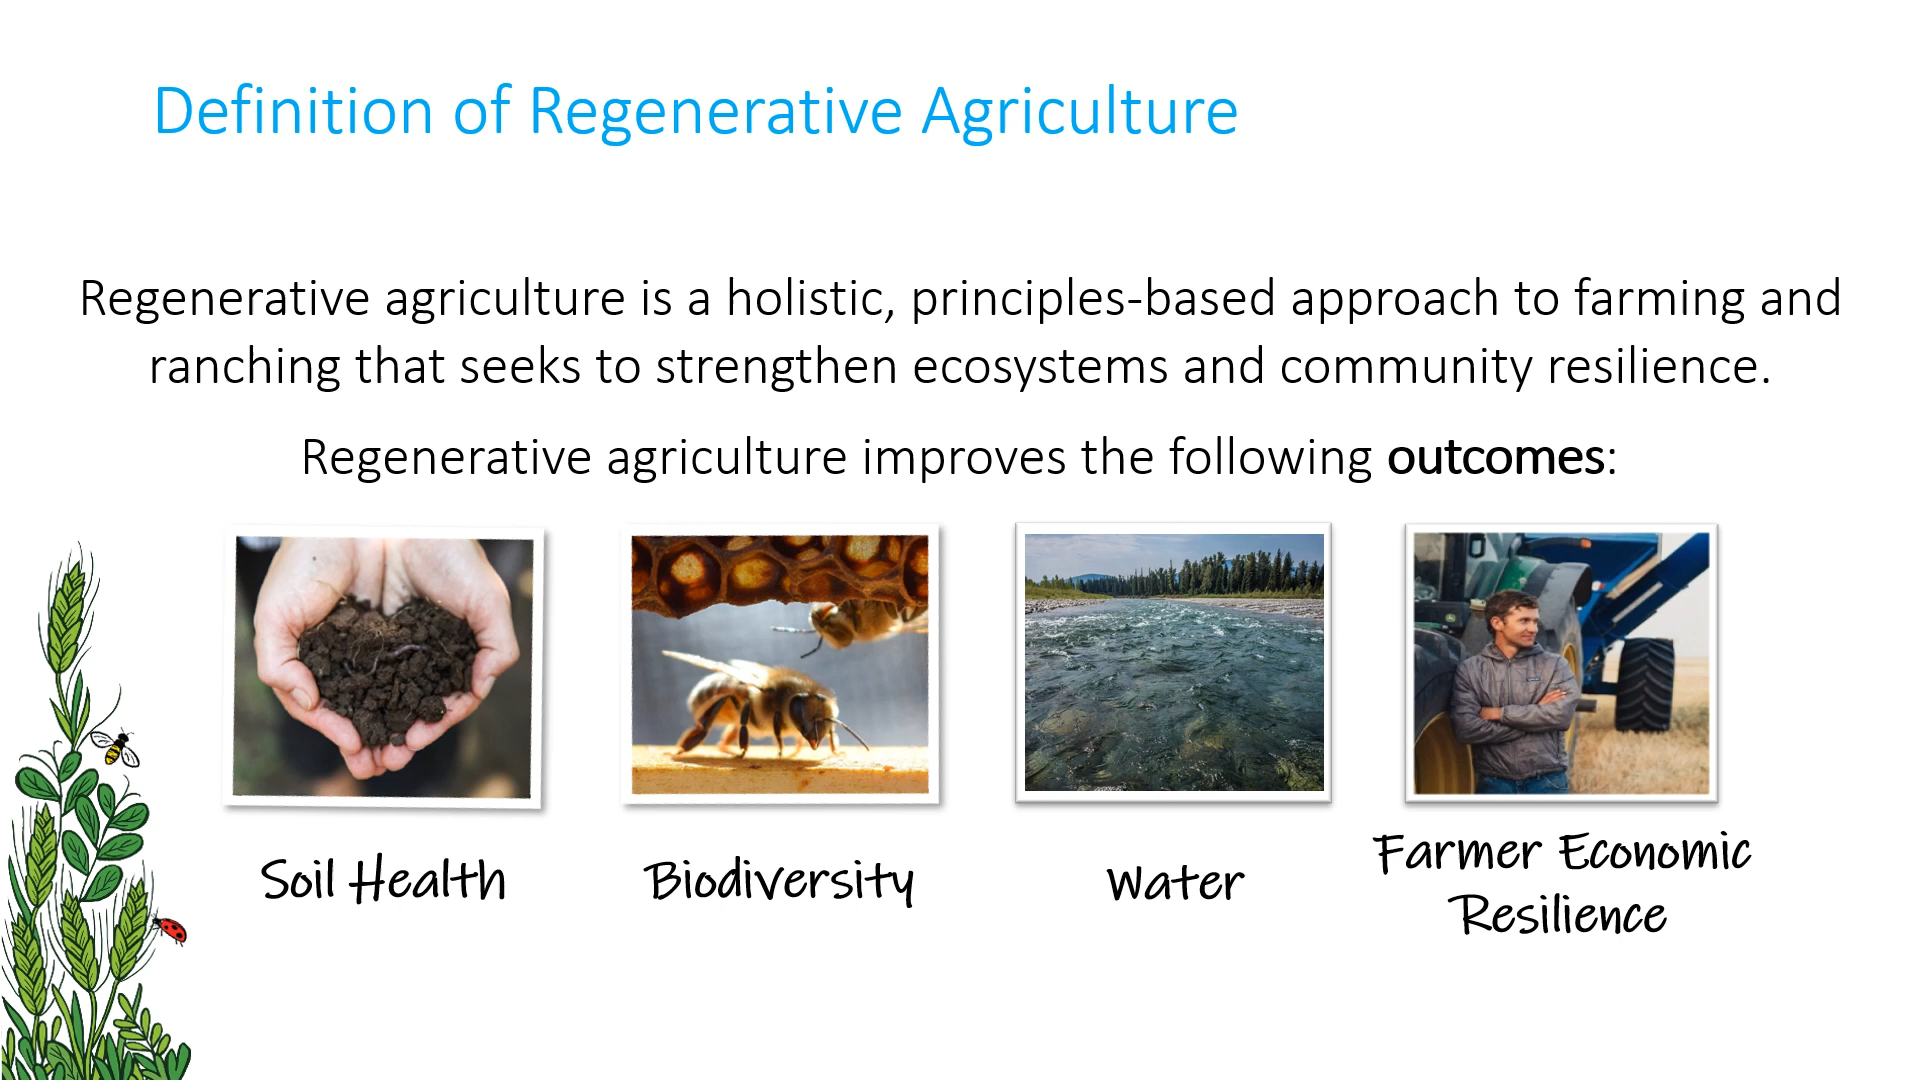 Definition of Regenerative Agriculture
Regenerative agriculture is a holistic, principles-based approach to farming and
ranching that seeks to strengthen ecosystems and community resilience.
Regenerative agriculture improves the following outcomes:
Soil Health
Biodiversity
Water
Farmer Economic
Resilience